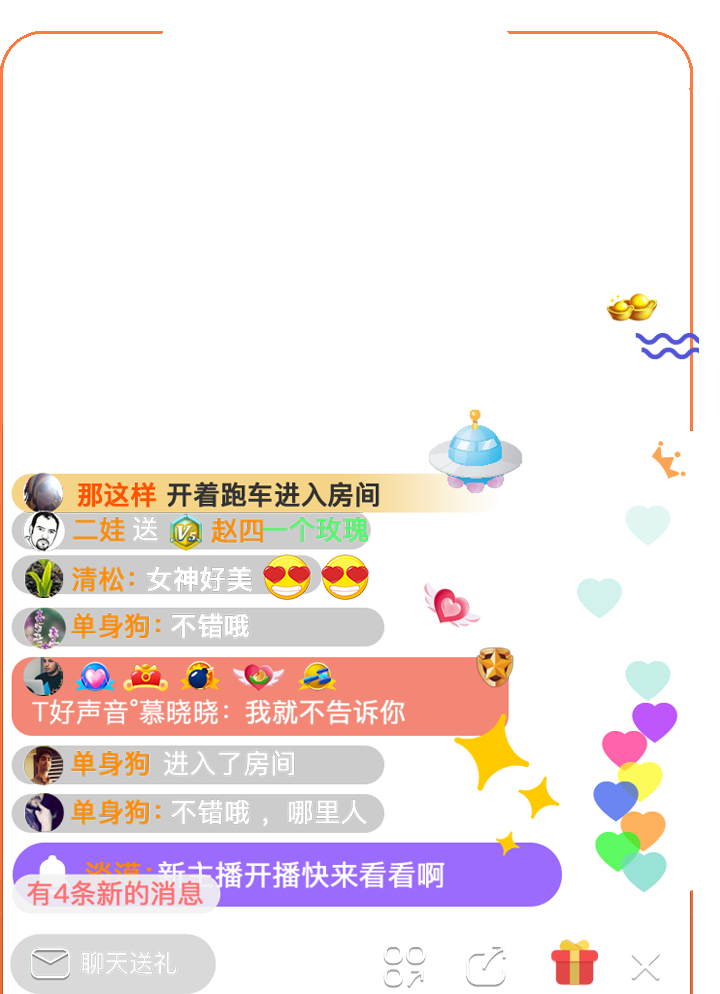 那这样 开着跑车进入房间
二娃 送 V5 赵四一个玫瑰
清松：女神好美
单身狗：不错哦
T好声音°慕晓晓：我就不告诉你
单身狗 进入了房间
单身狗：不错哦 ，哪里人
淡漠：新主播开播快来看看啊
有4条新的消息
聊天送礼